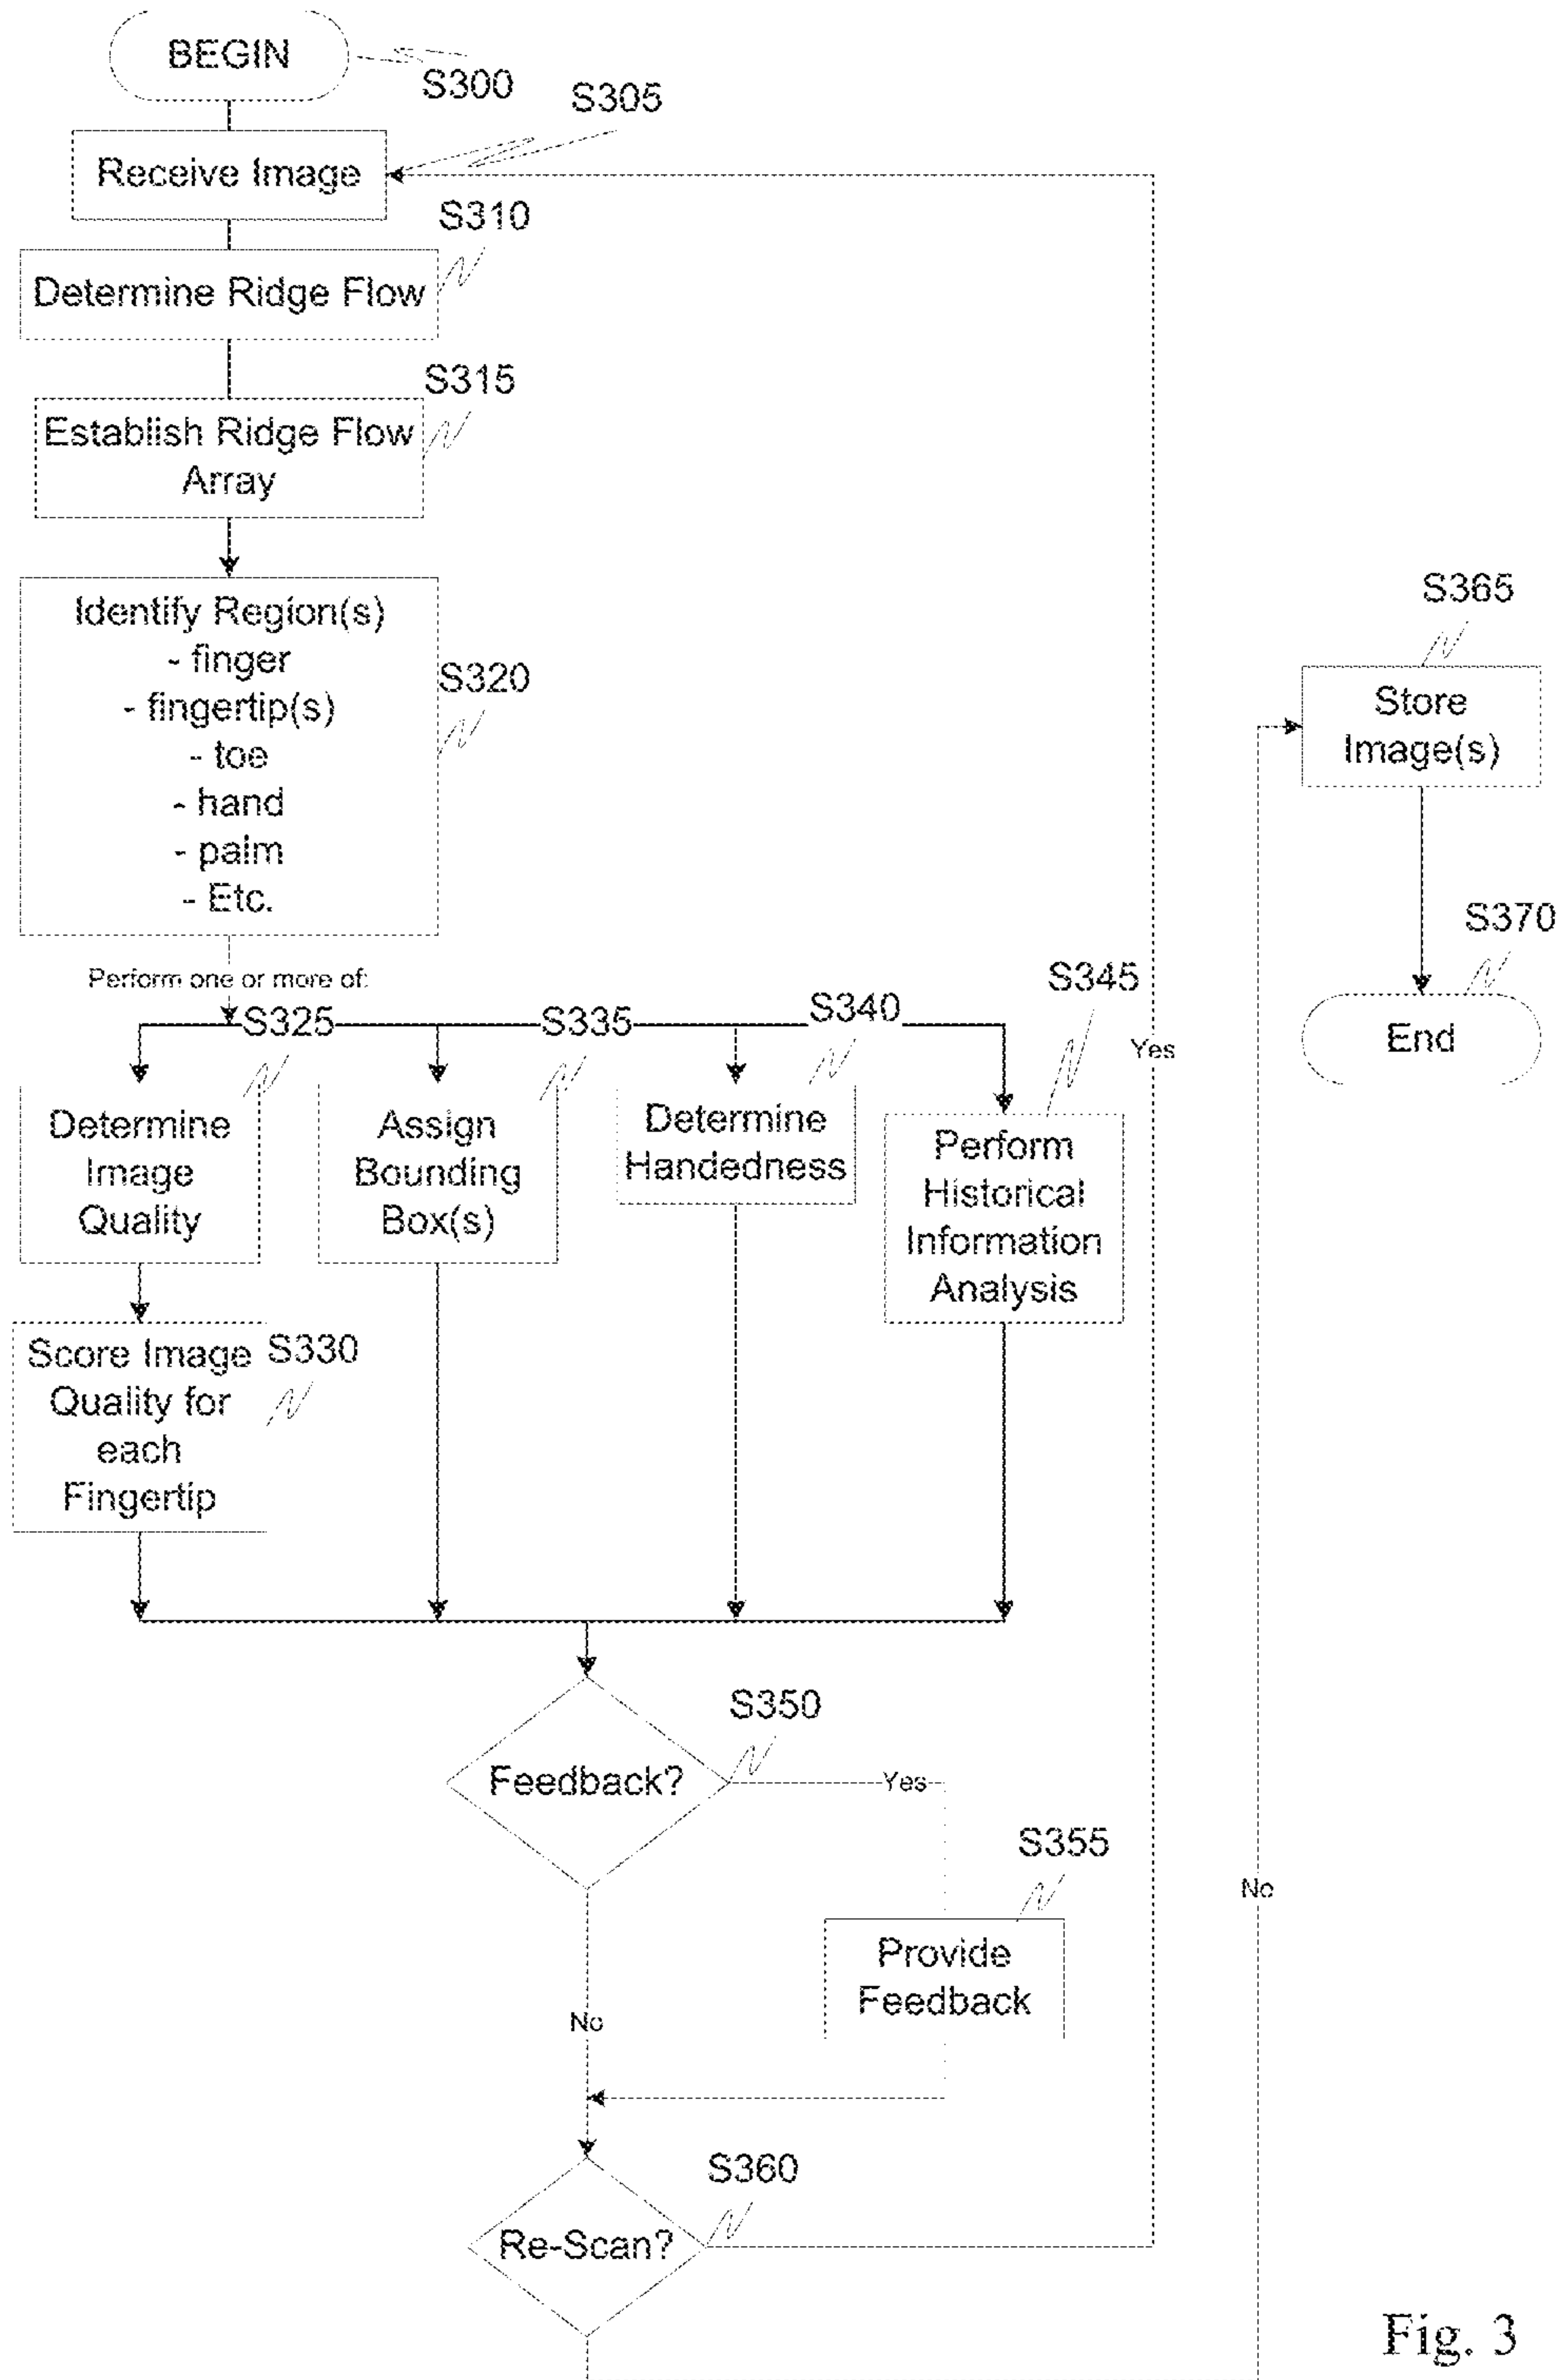 BEGIN
S300
S305
Receive Image
S310
Determine Ridge Flow
S315
Establish Ridge Flow
Array
Identify Region(s)
- finger
- fingertip(s)
- toe
- hand
- palm
- Etc.
S320
Perform one or more of:
S325
S335
S340
S345
Determine
Image
Quality
Assign
Bounding
Box(s)
Determine
Handedness
Perform
Historical
Information
Analysis
Score Image
Quality for
each
Fingertip
S330
Feedback?
S350
Yes
S355
Provide
Feedback
No
S360
Re-Scan?
Yes
No
S365
Store
Image(s)
S370
End
Fig. 3